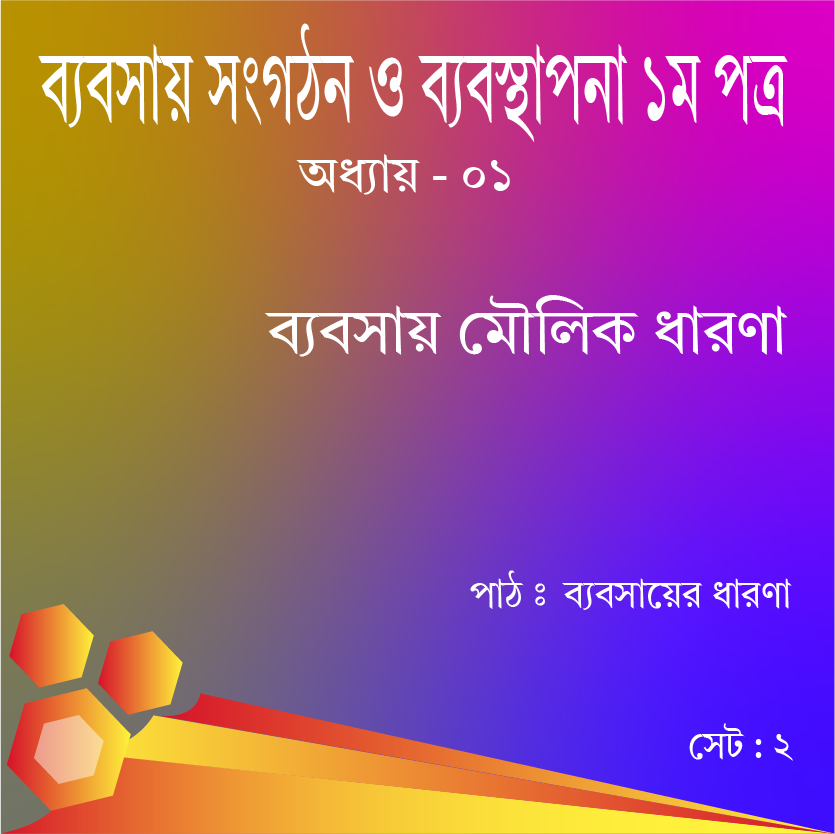 ব্যবসায় সংগঠন ও ব্যবস্থাপনা ১ম পত্র
অধ্যায় - ০১
ব্যবসায় মৌলিক ধারণা
পাঠ ঃ ব্যবসায়ের ধারণা
সেট : ২